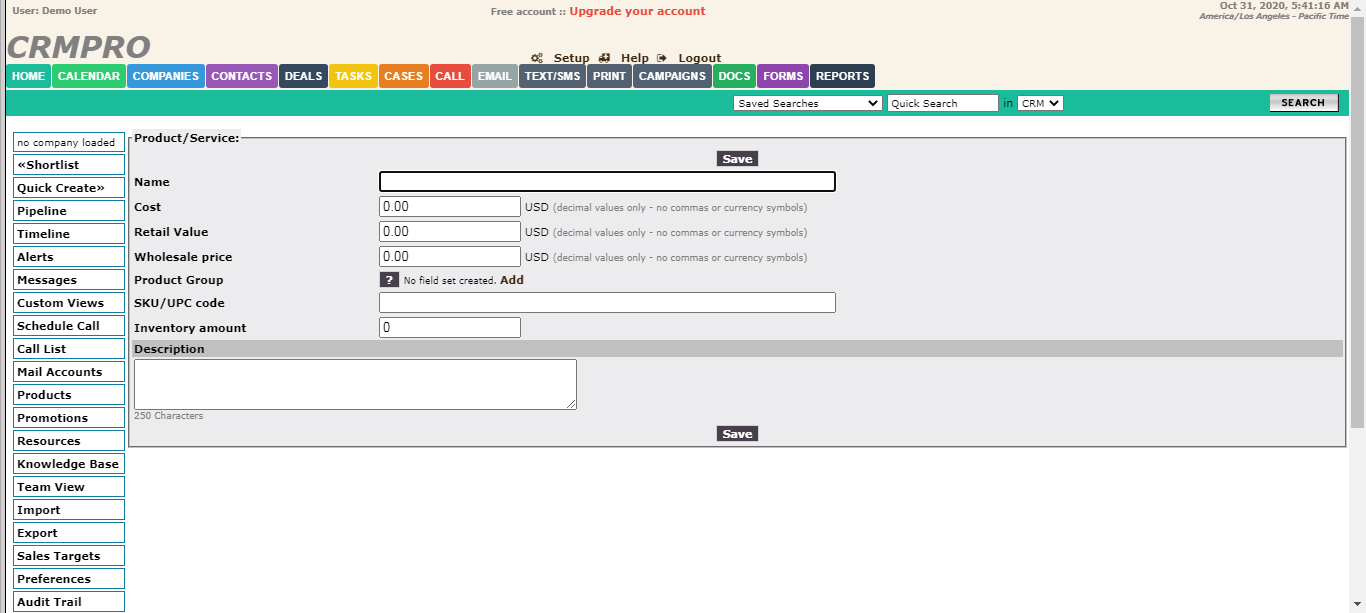 User: Demo User
Free account :: Upgrade your account
Oct 31, 2020, 5:41:16 AM
America/Los Angeles - Pacific Time
CRMPRO
Setup Help Logout
HOME CALENDAR COMPANIES CONTACTS DEALS TASKS CASES CALL EMAIL TEXT/SMS PRINT CAMPAIGNS DOCS FORMS REPORTS
Saved Searches Quick Search in CRM SEARCH
no company loaded
«Shortlist
Quick Create»
Pipeline
Timeline
Alerts
Messages
Custom Views
Schedule Call
Call List
Mail Accounts
Products
Promotions
Resources
Knowledge Base
Team View
Import
Export
Sales Targets
Preferences
Audit Trail
Product/Service:
Save
Name
Cost 0.00 USD (decimal values only - no commas or currency symbols)
Retail Value 0.00 USD (decimal values only - no commas or currency symbols)
Wholesale price 0.00 USD (decimal values only - no commas or currency symbols)
Product Group ? No field set created. Add
SKU/UPC code
Inventory amount 0
Description
250 Characters
Save